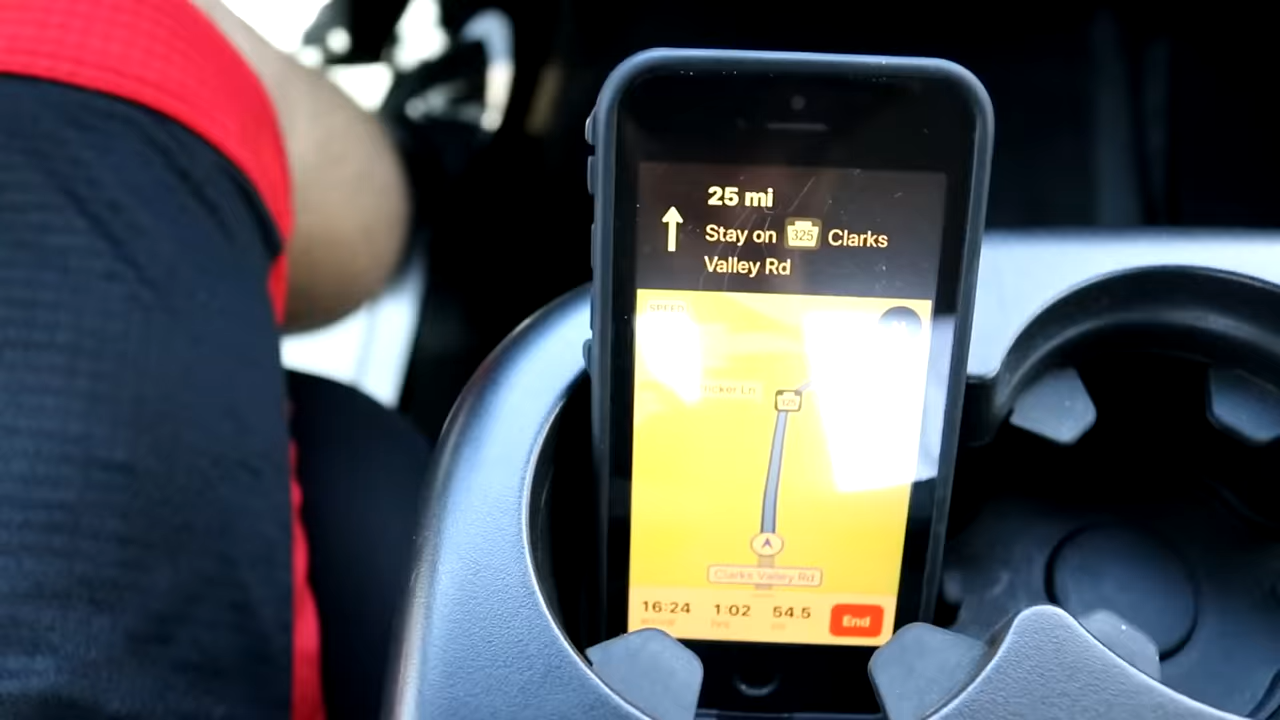 25 mi
Stay on 325 Clarks
Valley Rd
SPEED
325
Clarks Valley Rd
16:24 1:02 54.5 End